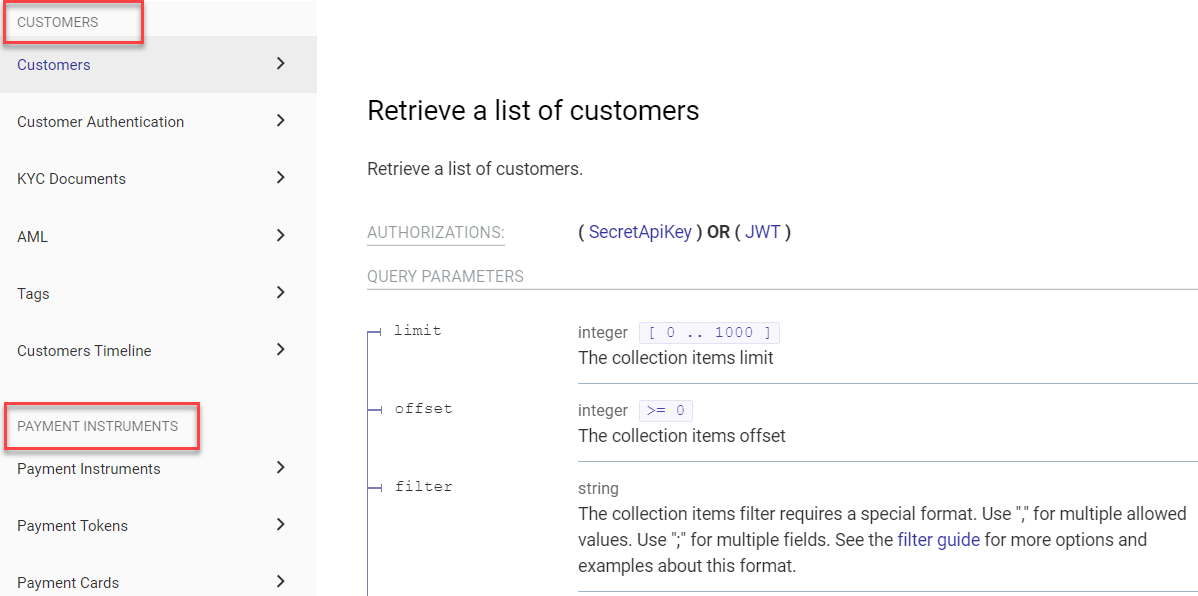 CUSTOMERS
Customers
Customer Authentication
KYC Documents
AML
Tags
Customers Timeline
PAYMENT INSTRUMENTS
Payment Instruments
Payment Tokens
Payment Cards
Retrieve a list of customers
Retrieve a list of customers.
AUTHORIZATIONS: ( SecretApiKey ) OR ( JWT )
QUERY PARAMETERS
limit integer [ 0 .. 1000 ]
The collection items limit
offset integer >= 0
The collection items offset
filter string
The collection items filter requires a special format. Use "," for multiple allowed
values. Use ";" for multiple fields. See the filter guide for more options and
examples about this format.